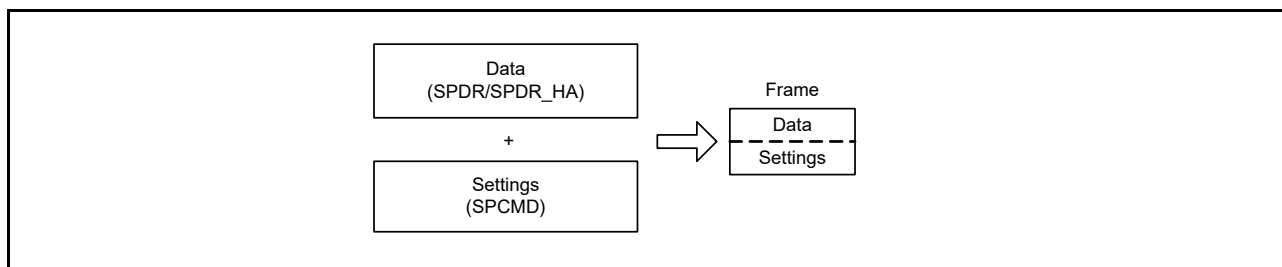 Data
(SPDR/SPDR_HA)
+
Settings
(SPCMD)
Frame
Data
Settings